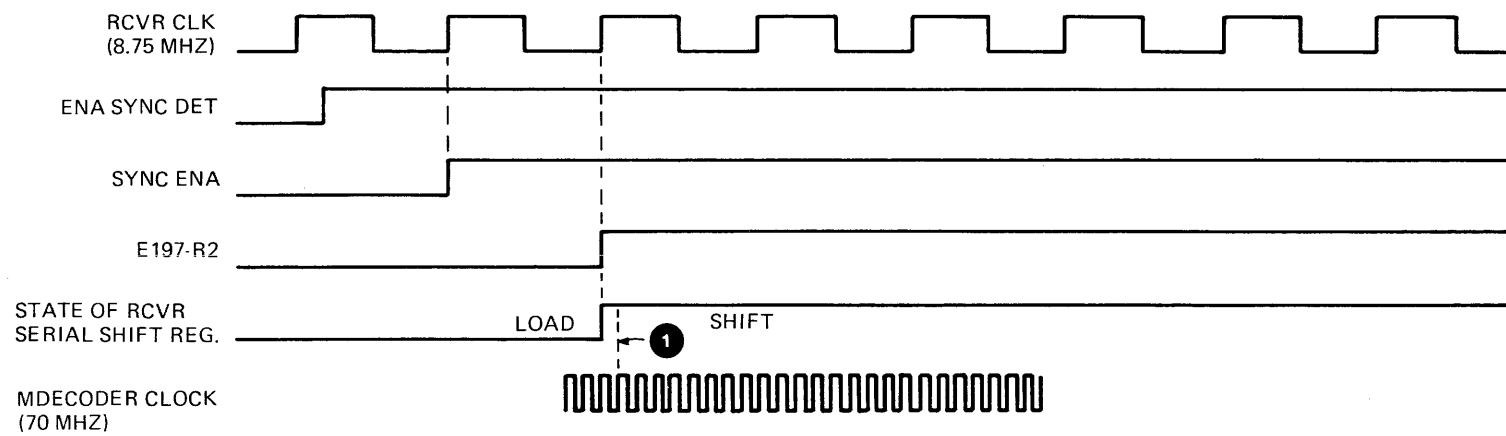 RCVR CLK
(8.75 MHZ)
ENA SYNC DET
SYNC ENA
E197-R2
STATE OF RCVR
SERIAL SHIFT REG.
LOAD
SHIFT
1
MDECODER CLOCK
(70 MHZ)